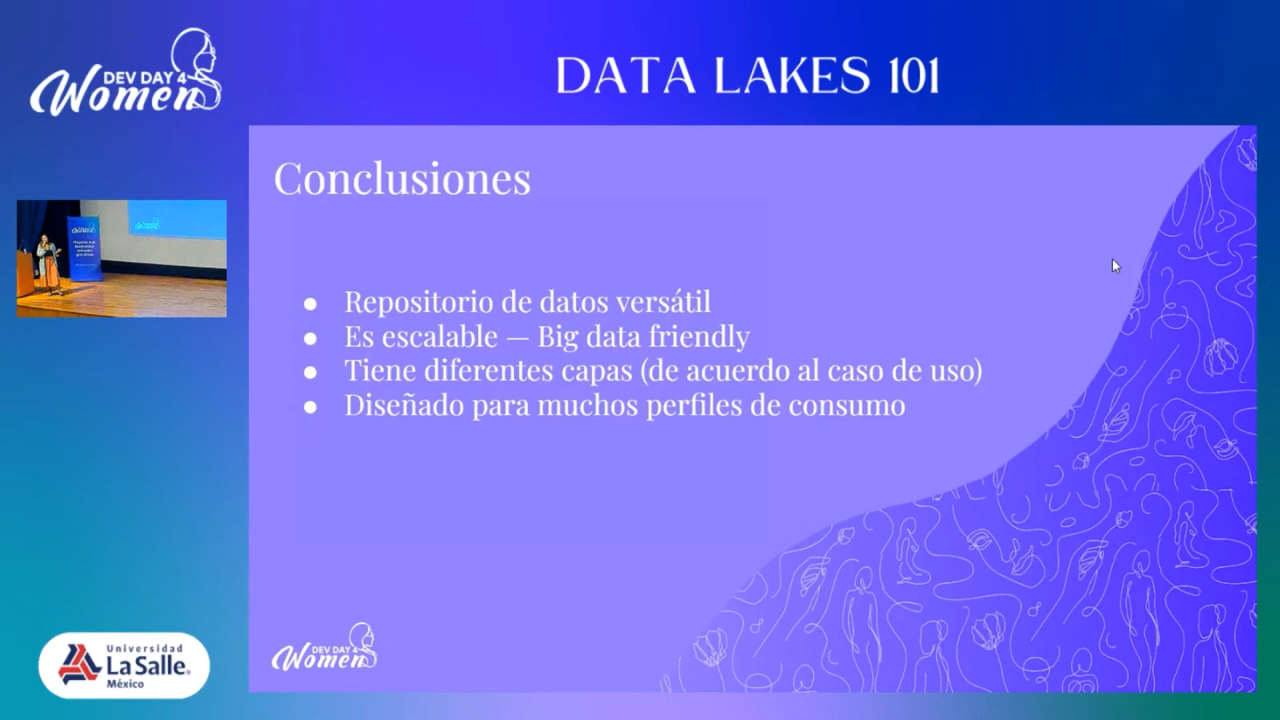 DEV DAY 4
Women
DATA LAKES 101
Conclusiones
● Repositorio de datos versátil
● Es escalable — Big data friendly
● Tiene diferentes capas (de acuerdo al caso de uso)
● Diseñado para muchos perfiles de consumo
DEV DAY 4
Women
Universidad
La Salle®
México